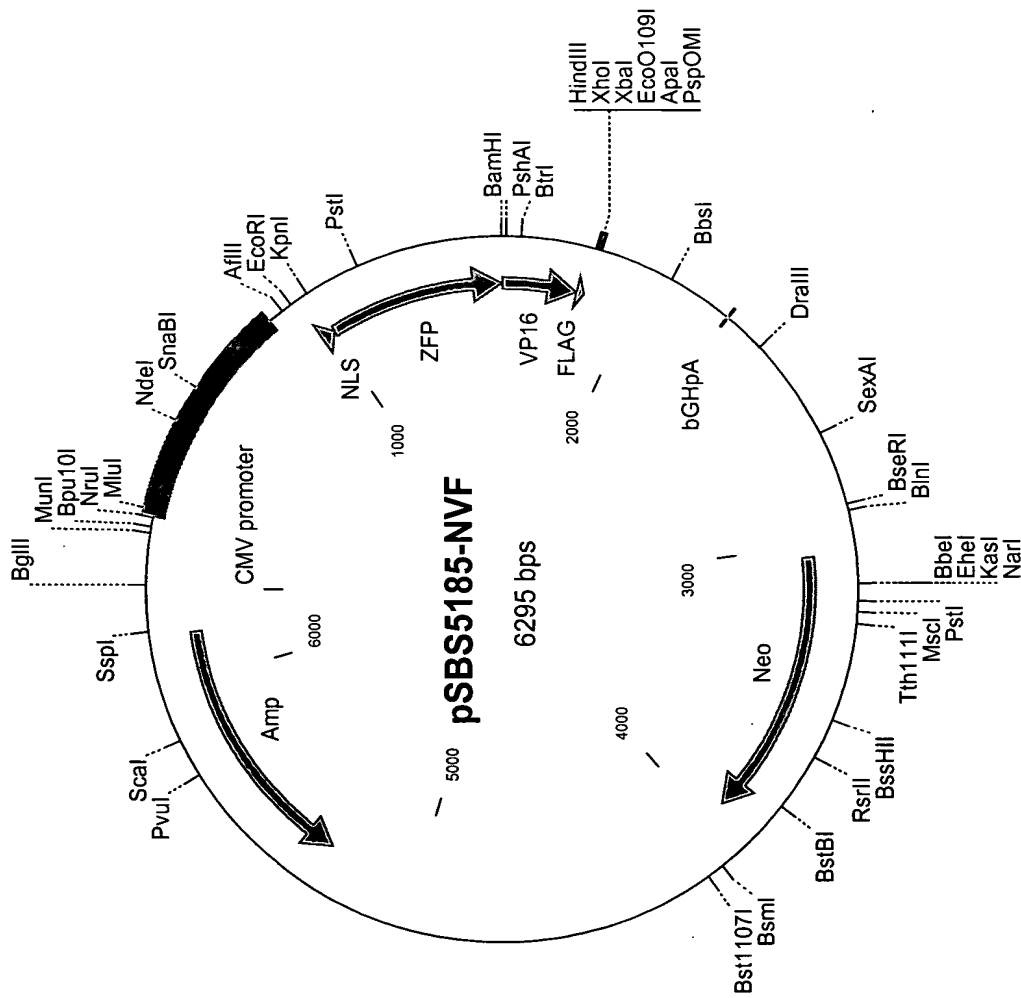 pSBS5185-NVF
6295 bps
BglII
MunI
Bpu10I
NruI
MluI
NdeI
SnaBI
AflII
EcoRI
KpnI
PstI
BamHI
PshAI
BtrI
HindIII
XhoI
XbaI
EcoO109I
ApaI
PspOMI
BbsI
DraIII
SexAI
BseRI
BlnI
BbeI
EheI
KasI
NarI
PstI
MscI
Tth111I
BssHII
RsrII
BstBI
BsmI
Bst1107I
PvuI
ScaI
SspI
CMV promoter
NLS
ZFP
VP16
FLAG
bGHpA
Neo
Amp
1000
2000
3000
4000
5000
6000